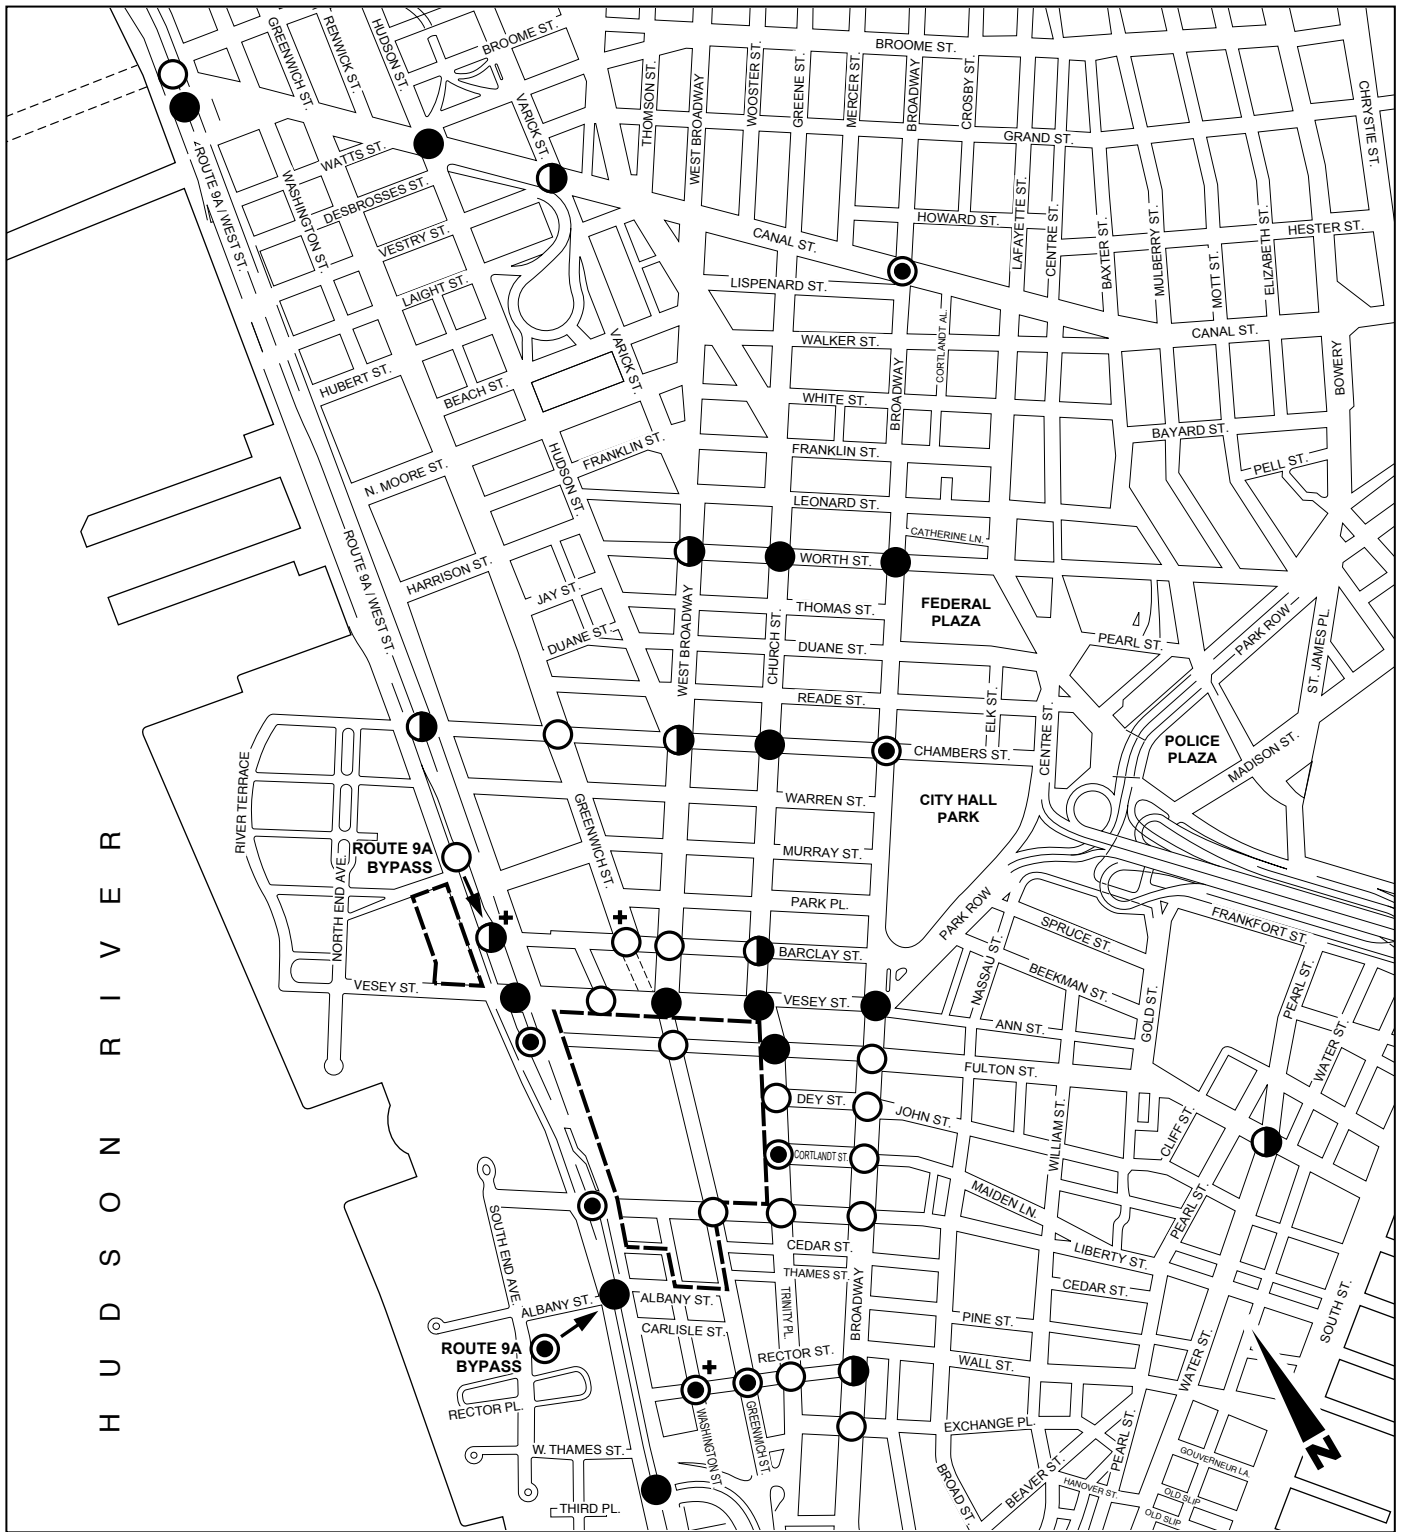 GREENWICH ST.
RENWICK ST.
HUDSON ST.
BROOME ST.
BROOME ST.
THOMSON ST.
WEST BROADWAY
WOOSTER ST.
GREENE ST.
MERCER ST.
BROADWAY
CROSBY ST.
GRAND ST.
CHRYSTIE ST.
VARICK ST.
WATTS ST.
ROUTE 9A / WEST ST.
WASHINGTON ST.
DESBROSSES ST.
VESTRY ST.
LAIGHT ST.
CANAL ST.
HOWARD ST.
LAFAYETTE ST.
CENTRE ST.
BAXTER ST.
MULBERRY ST.
MOTT ST.
ELIZABETH ST.
HESTER ST.
LISPENARD ST.
CORTLANDT AL.
CANAL ST.
WALKER ST.
VARICK ST.
HUBERT ST.
BEACH ST.
BROADWAY
BOWERY
WHITE ST.
BAYARD ST.
FRANKLIN ST.
FRANKLIN ST.
PELL ST.
N. MOORE ST.
HUDSON ST.
LEONARD ST.
CATHERINE LN.
WORTH ST.
ROUTE 9A / WEST ST.
HARRISON ST.
JAY ST.
DUANE ST.
WEST BROADWAY
CHURCH ST.
THOMAS ST.
FEDERAL
PLAZA
DUANE ST.
PEARL ST.
PARK ROW
ST. JAMES PL.
READE ST.
ELK ST.
CENTRE ST.
CHAMBERS ST.
POLICE
PLAZA
MADISON ST.
RIVER TERRACE
GREENWICH ST.
WARREN ST.
CITY HALL
PARK
MURRAY ST.
ROUTE 9A
BYPASS
NORTH END AVE.
PARK PL.
PARK ROW
SPRUCE ST.
FRANKFORT ST.
BARCLAY ST.
NASSAU ST.
BEEKMAN ST.
PEARL ST.
VESEY ST.
VESEY ST.
ANN ST.
GOLD ST.
WATER ST.
FULTON ST.
DEY ST.
JOHN ST.
WILLIAM ST.
CLIFF ST.
CORTLANDT ST.
MAIDEN LN.
PEARL ST.
HUDSON RIVER
SOUTH END AVE.
CEDAR ST.
LIBERTY ST.
THAMES ST.
CEDAR ST.
ALBANY ST.
ALBANY ST.
TRINITY PL.
BROADWAY
PINE ST.
SOUTH ST.
CARLISLE ST.
ROUTE 9A
BYPASS
RECTOR ST.
WALL ST.
WATER ST.
RECTOR PL.
WASHINGTON ST.
GREENWICH ST.
EXCHANGE PL.
PEARL ST.
N
W. THAMES ST.
BROAD ST.
BEAVER ST.
GOUVERNEUR LA.
HANOVER ST.
OLD SLIP
THIRD PL.
OLD SLIP